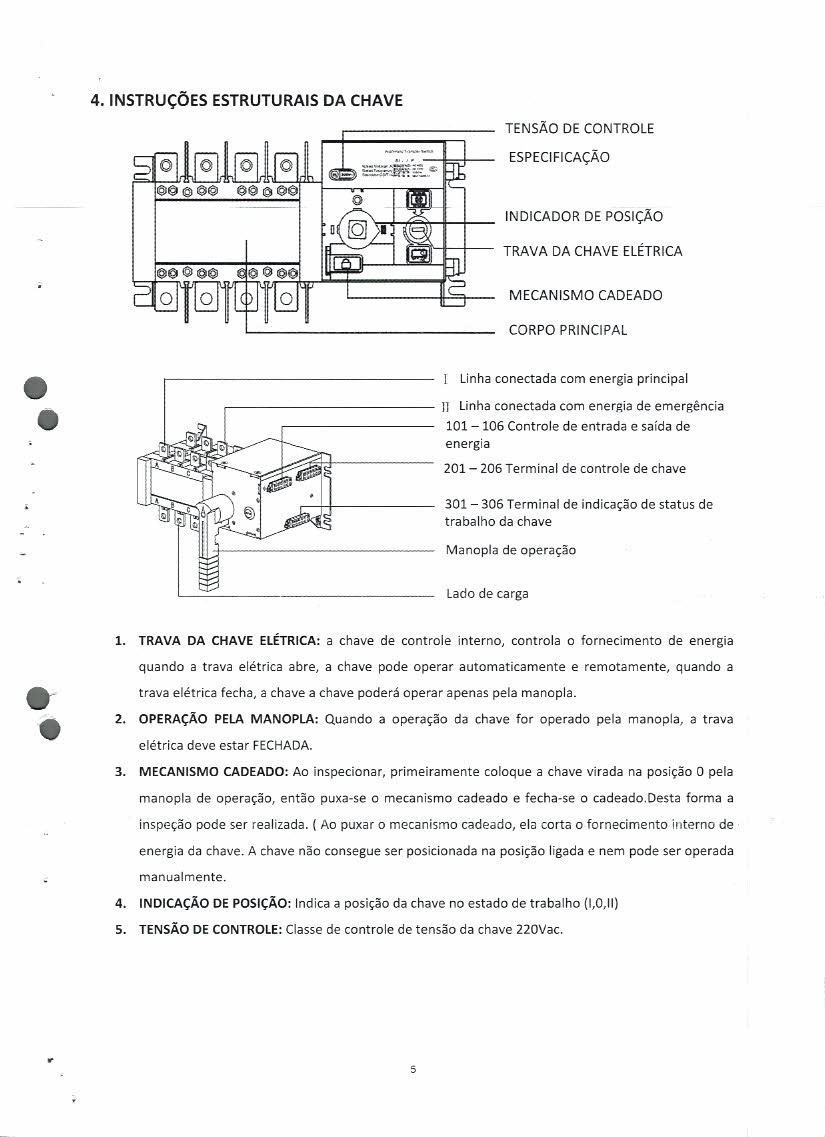 4. INSTRUÇÕES ESTRUTURAIS DA CHAVE
TENSÃO DE CONTROLE
ESPECIFICAÇÃO
INDICADOR DE POSIÇÃO
TRAVA DA CHAVE ELÉTRICA
MECANISMO CADEADO
CORPO PRINCIPAL
I Linha conectada com energia principal
II Linha conectada com energia de emergência
101 – 106 Controle de entrada e saída de
energia
201 – 206 Terminal de controle de chave
301 – 306 Terminal de indicação de status de
trabalho da chave
Manopla de operação
Lado de carga
A B C
A B C
1. TRAVA DA CHAVE ELÉTRICA: a chave de controle interno, controla o fornecimento de energia
quando a trava elétrica abre, a chave pode operar automaticamente e remotamente, quando a
trava elétrica fecha, a chave a chave poderá operar apenas pela manopla.
2. OPERAÇÃO PELA MANOPLA: Quando a operação da chave for operado pela manopla, a trava
elétrica deve estar FECHADA.
3. MECANISMO CADEADO: Ao inspecionar, primeiramente coloque a chave virada na posição 0 pela
manopla de operação, então puxa-se o mecanismo cadeado e fecha-se o cadeado.Desta forma a
inspeção pode ser realizada. ( Ao puxar o mecanismo cadeado, ela corta o fornecimento interno de
energia da chave. A chave não consegue ser posicionada na posição ligada e nem pode ser operada
manualmente.
4. INDICAÇÃO DE POSIÇÃO: Indica a posição da chave no estado de trabalho (I,0,II)
5. TENSÃO DE CONTROLE: Classe de controle de tensão da chave 220Vac.
5